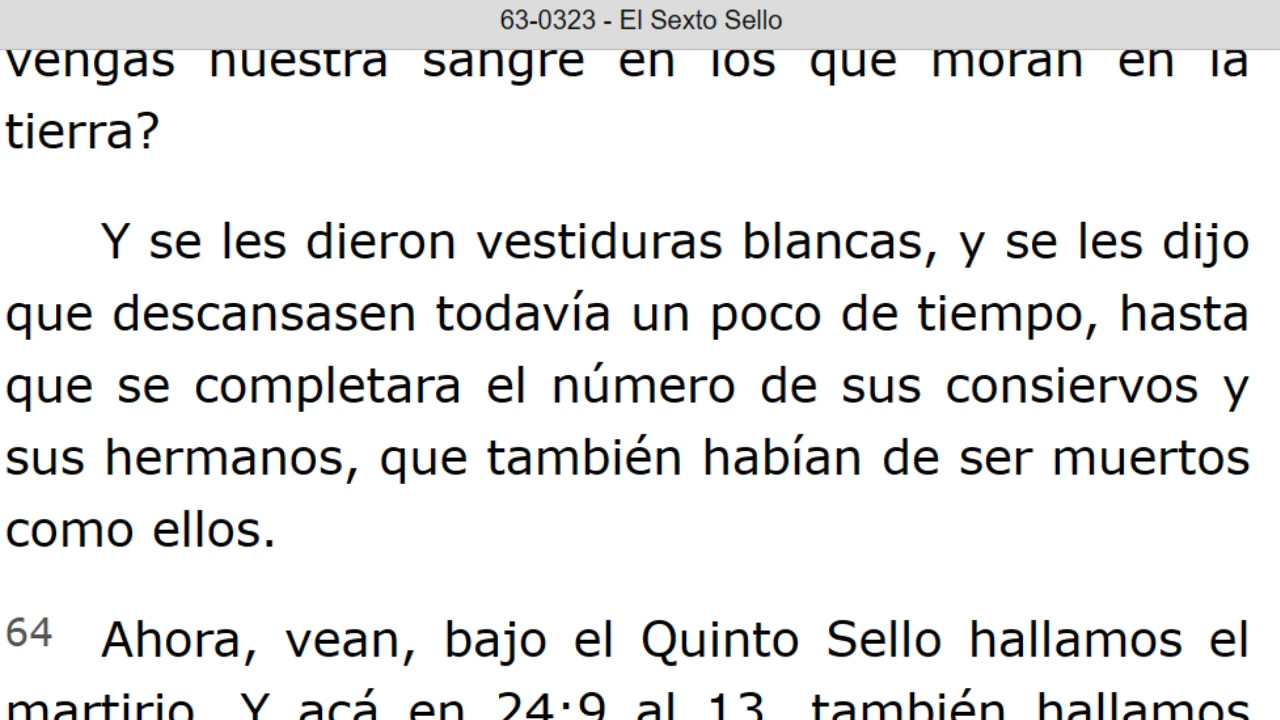 63-0323 - El Sexto Sello
vengas nuestra sangre en los que moran en la
tierra?
Y se les dieron vestiduras blancas, y se les dijo
que descansasen todavía un poco de tiempo, hasta
que se completara el número de sus consiervos y
sus hermanos, que también habían de ser muertos
como ellos.
64 Ahora, vean, bajo el Quinto Sello hallamos el
martirio. Y acá en 24:9 al 13, también hallamos